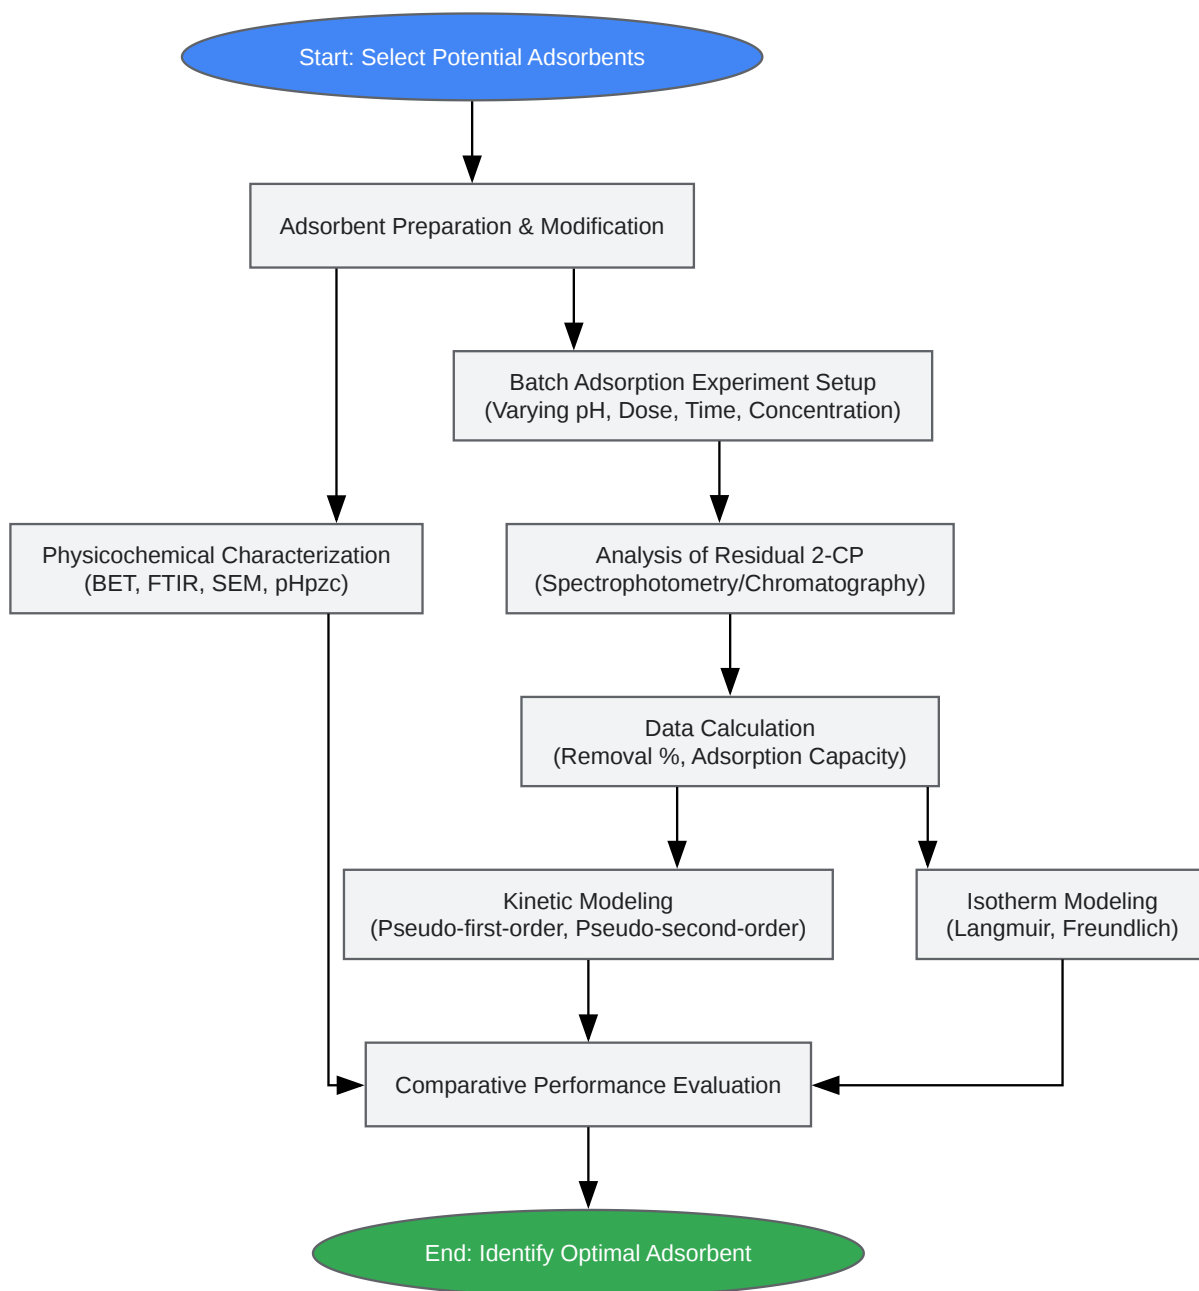 Start: Select Potential Adsorbents
Adsorbent Preparation & Modification
Batch Adsorption Experiment Setup
(Varying pH, Dose, Time, Concentration)
Physicochemical Characterization
(BET, FTIR, SEM, pHpzc)
Analysis of Residual 2-CP
(Spectrophotometry/Chromatography)
Data Calculation
(Removal %, Adsorption Capacity)
Kinetic Modeling
(Pseudo-first-order, Pseudo-second-order)
Isotherm Modeling
(Langmuir, Freundlich)
Comparative Performance Evaluation
End: Identify Optimal Adsorbent